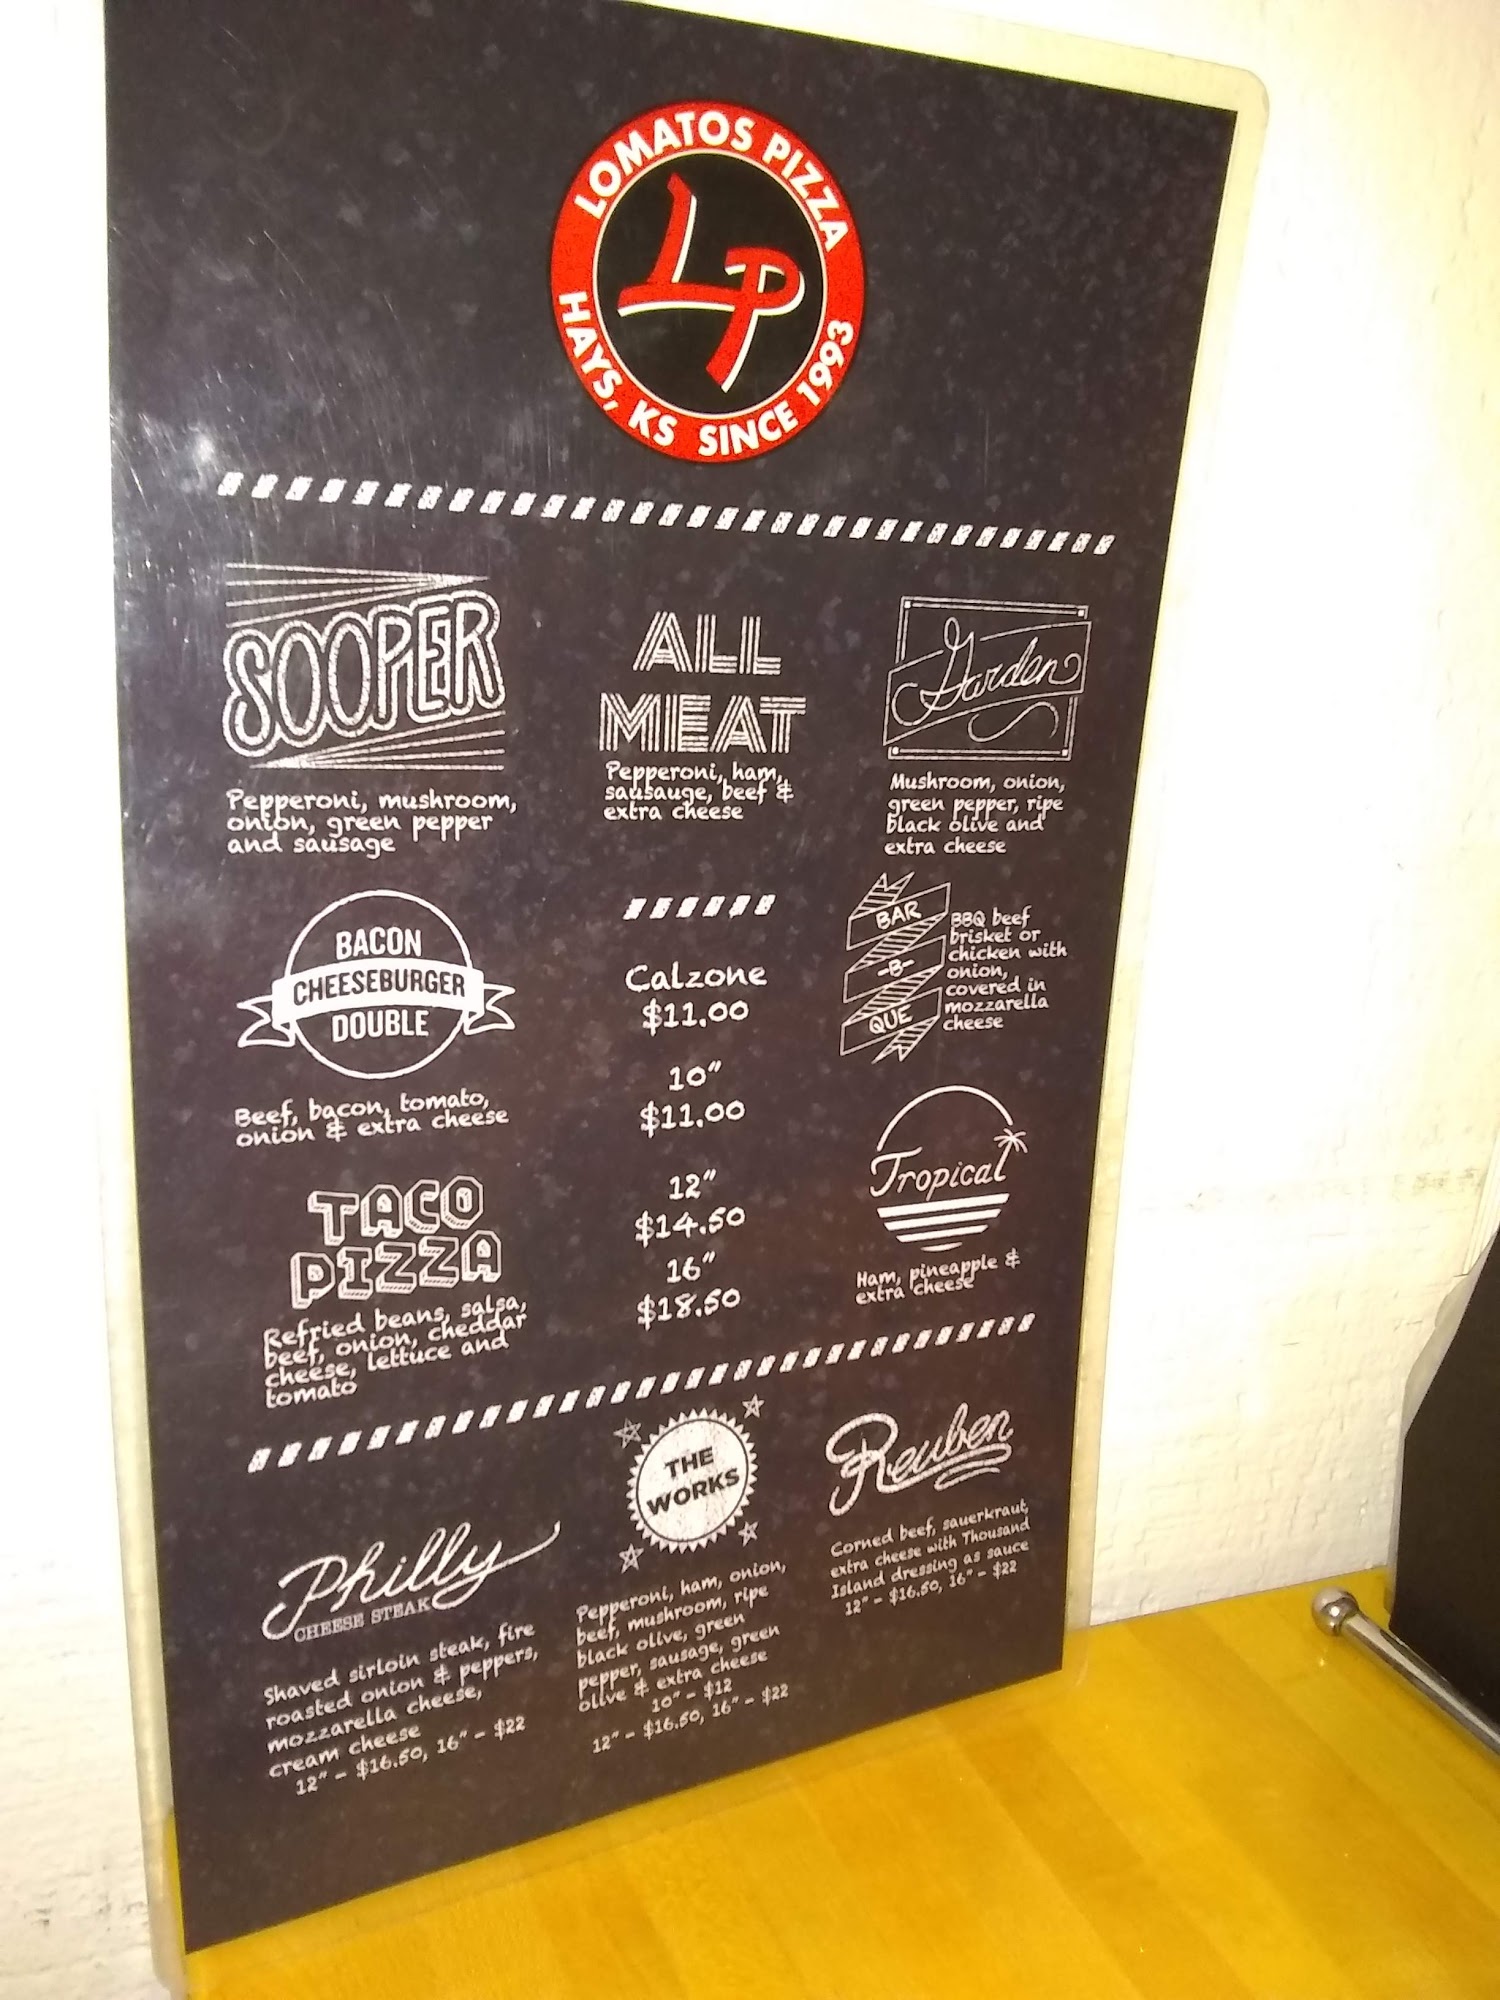 LOMATOS PIZZA
LP
HAYS, KS SINCE 1993
SOOPER
Pepperoni, mushroom,
onion, green pepper
and sausage
ALL
MEAT
Pepperoni, ham,
sausauge, beef &
extra cheese
Garden
Mushroom, onion,
green pepper, ripe
black olive and
extra cheese
BACON
CHEESEBURGER
DOUBLE
Beef, bacon, tomato,
onion & extra cheese
TACO
PIZZA
Refried beans, salsa,
beef, onion, cheddar
cheese, lettuce and
tomato
Calzone
$11.00
10"
$11.00
12"
$14.50
16"
$18.50
BAR
-B-
QUE
BBQ beef
brisket or
chicken with
onion,
covered in
mozzarella
cheese
Tropical
Ham, pineapple &
extra cheese
Philly
CHEESE STEAK
Shaved sirloin steak, fire
roasted onion & peppers,
mozzarella cheese,
cream cheese
12" - $16.50, 16" - $22
THE
WORKS
Pepperoni, ham, onion,
beef, mushroom, ripe
black olive, green
pepper, sausage, green
olive & extra cheese
10" - $12
12" - $16.50, 16" - $22
Reuben
Corned beef, sauerkraut,
extra cheese with Thousand
Island dressing as sauce
12" - $16.50, 16" - $22